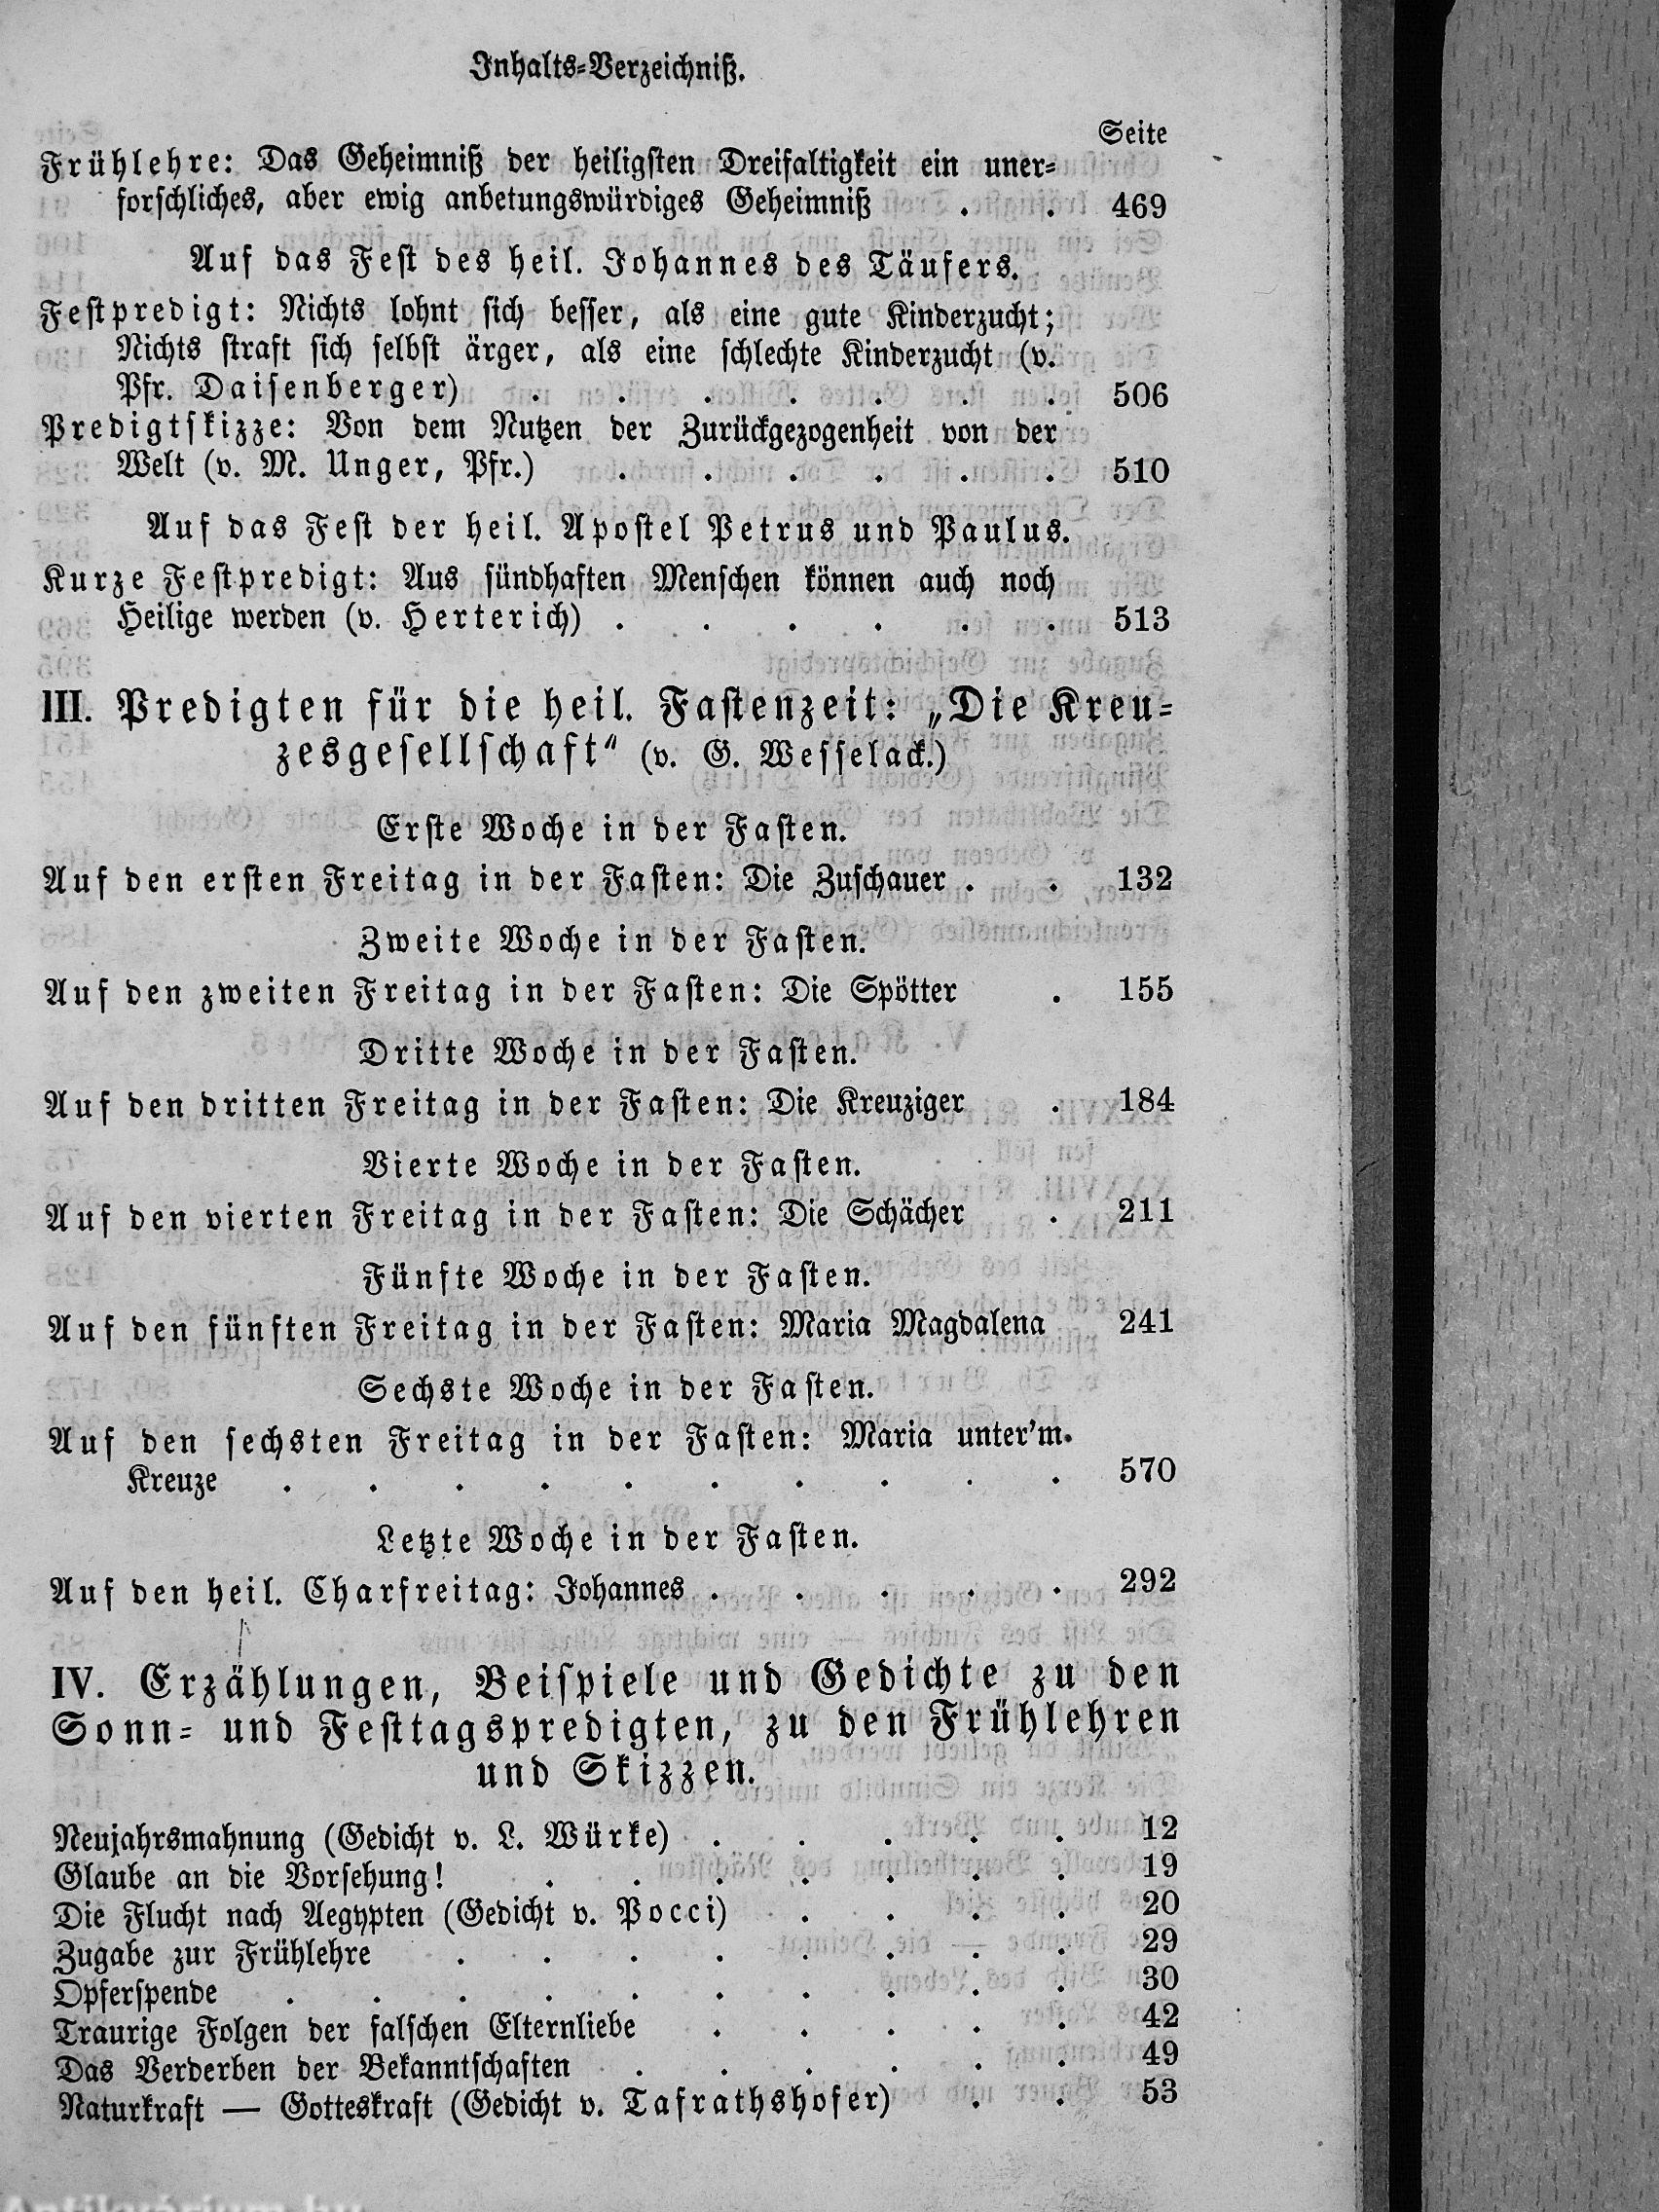 Inhalts-Verzeichniß.
Seite
Frühlehre: Das Geheimniß der heiligsten Dreifaltigkeit ein uner-
forschliches, aber ewig anbetungswürdiges Geheimniß . . 469
Auf das Fest des heil. Johannes des Täufers.
Festpredigt: Nichts lohnt sich besser, als eine gute Kinderzucht;
Nichts straft sich selbst ärger, als eine schlechte Kinderzucht (v.
Pfr. Daisenberger) . . . . . . . 506
Predigtskizze: Von dem Nutzen der Zurückgezogenheit von der
Welt (v. M. Unger, Pfr.) . . . . . . 510
Auf das Fest der heil. Apostel Petrus und Paulus.
Kurze Festpredigt: Aus sündhaften Menschen können auch noch
Heilige werden (v. Herterich) . . . . . . 513
III. Predigten für die heil. Fastenzeit: „Die Kreu-
zesgesellschaft“ (v. G. Wesselack.)
Erste Woche in der Fasten.
Auf den ersten Freitag in der Fasten: Die Zuschauer . . 132
Zweite Woche in der Fasten.
Auf den zweiten Freitag in der Fasten: Die Spötter . 155
Dritte Woche in der Fasten.
Auf den dritten Freitag in der Fasten: Die Kreuziger . 184
Vierte Woche in der Fasten.
Auf den vierten Freitag in der Fasten: Die Schächer . 211
Fünfte Woche in der Fasten.
Auf den fünften Freitag in der Fasten: Maria Magdalena 241
Sechste Woche in der Fasten.
Auf den sechsten Freitag in der Fasten: Maria unter'm
Kreuze . . . . . . . . . . 570
Letzte Woche in der Fasten.
Auf den heil. Charfreitag: Johannes . . . . . 292
IV. Erzählungen, Beispiele und Gedichte zu den
Sonn- und Festtagspredigten, zu den Frühlehren
und Skizzen.
Neujahrsmahnung (Gedicht v. L. Würke) . . . . . 12
Glaube an die Vorsehung! . . . . . . . 19
Die Flucht nach Aegypten (Gedicht v. Pocci) . . . . 20
Zugabe zur Frühlehre . . . . . . . . 29
Opferspende . . . . . . . . . . 30
Traurige Folgen der falschen Elternliebe . . . . . 42
Das Verderben der Bekanntschaften . . . . . . 49
Naturkraft — Gotteskraft (Gedicht v. Tafrathshofer) . . 53